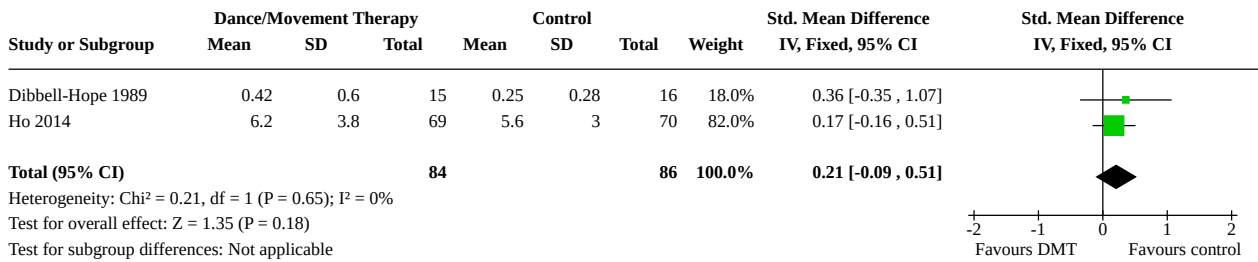 Dance/Movement Therapy Control Std. Mean Difference Std. Mean Difference
Study or Subgroup Mean SD Total Mean SD Total Weight IV, Fixed, 95% CI IV, Fixed, 95% CI
Dibbell-Hope 1989 0.42 0.6 15 0.25 0.28 16 18.0% 0.36 [-0.35 , 1.07]
Ho 2014 6.2 3.8 69 5.6 3 70 82.0% 0.17 [-0.16 , 0.51]
Total (95% CI) 84 86 100.0% 0.21 [-0.09 , 0.51]
Heterogeneity: Chi² = 0.21, df = 1 (P = 0.65); I² = 0%
Test for overall effect: Z = 1.35 (P = 0.18)
Test for subgroup differences: Not applicable
-2 -1 0 1 2
Favours DMT Favours control